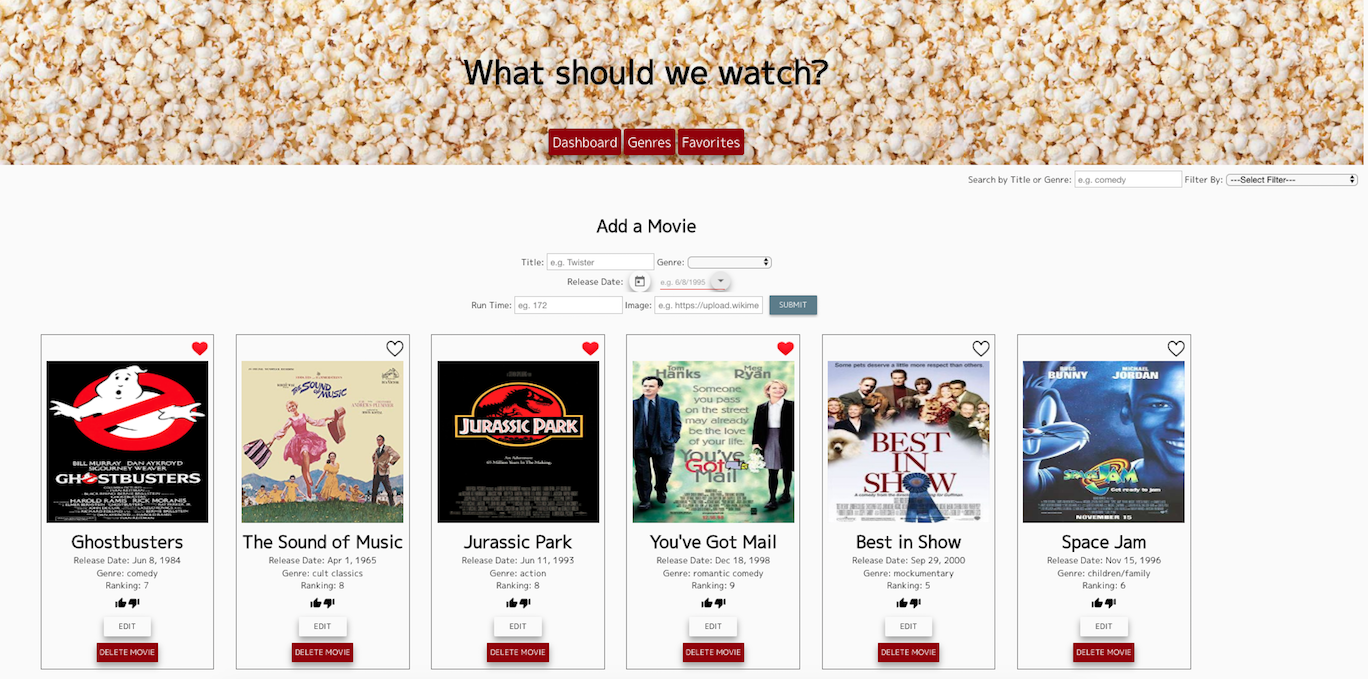 What should we watch?
Dashboard Genres Favorites
Search by Title or Genre: e.g. comedy Filter By: ---Select Filter---
Add a Movie
Title: e.g. Twister Genre:
Release Date: e.g. 6/8/1995
Run Time: eg. 172 Image: e.g. https://upload.wikime SUBMIT
BILL MURRAY DAN AYKROYD
SIGOURNEY WEAVER
GHOSTBUSTERS
HAROLD RAMIS RICK MORANIS
Ghostbusters
Release Date: Jun 8, 1984
Genre: comedy
Ranking: 7
EDIT
DELETE MOVIE
THE SOUND
OF MUSIC
The Sound of Music
Release Date: Apr 1, 1965
Genre: cult classics
Ranking: 8
EDIT
DELETE MOVIE
JURASSIC PARK
An Adventure
65 Million Years In The Making.
Jurassic Park
Release Date: Jun 11, 1993
Genre: action
Ranking: 8
EDIT
DELETE MOVIE
Tom Hanks Meg Ryan
Someone
you pass
on the street
may already
be the love
of your life.
You've
Got
Mail
You've Got Mail
Release Date: Dec 18, 1998
Genre: romantic comedy
Ranking: 9
EDIT
DELETE MOVIE
Some pets deserve a little more respect than others.
BEST
IN
SHOW
Best in Show
Release Date: Sep 29, 2000
Genre: mockumentary
Ranking: 5
EDIT
DELETE MOVIE
BUGS BUNNY MICHAEL JORDAN
SPACE JAM
Get ready to jam
NOVEMBER 15
Space Jam
Release Date: Nov 15, 1996
Genre: children/family
Ranking: 6
EDIT
DELETE MOVIE